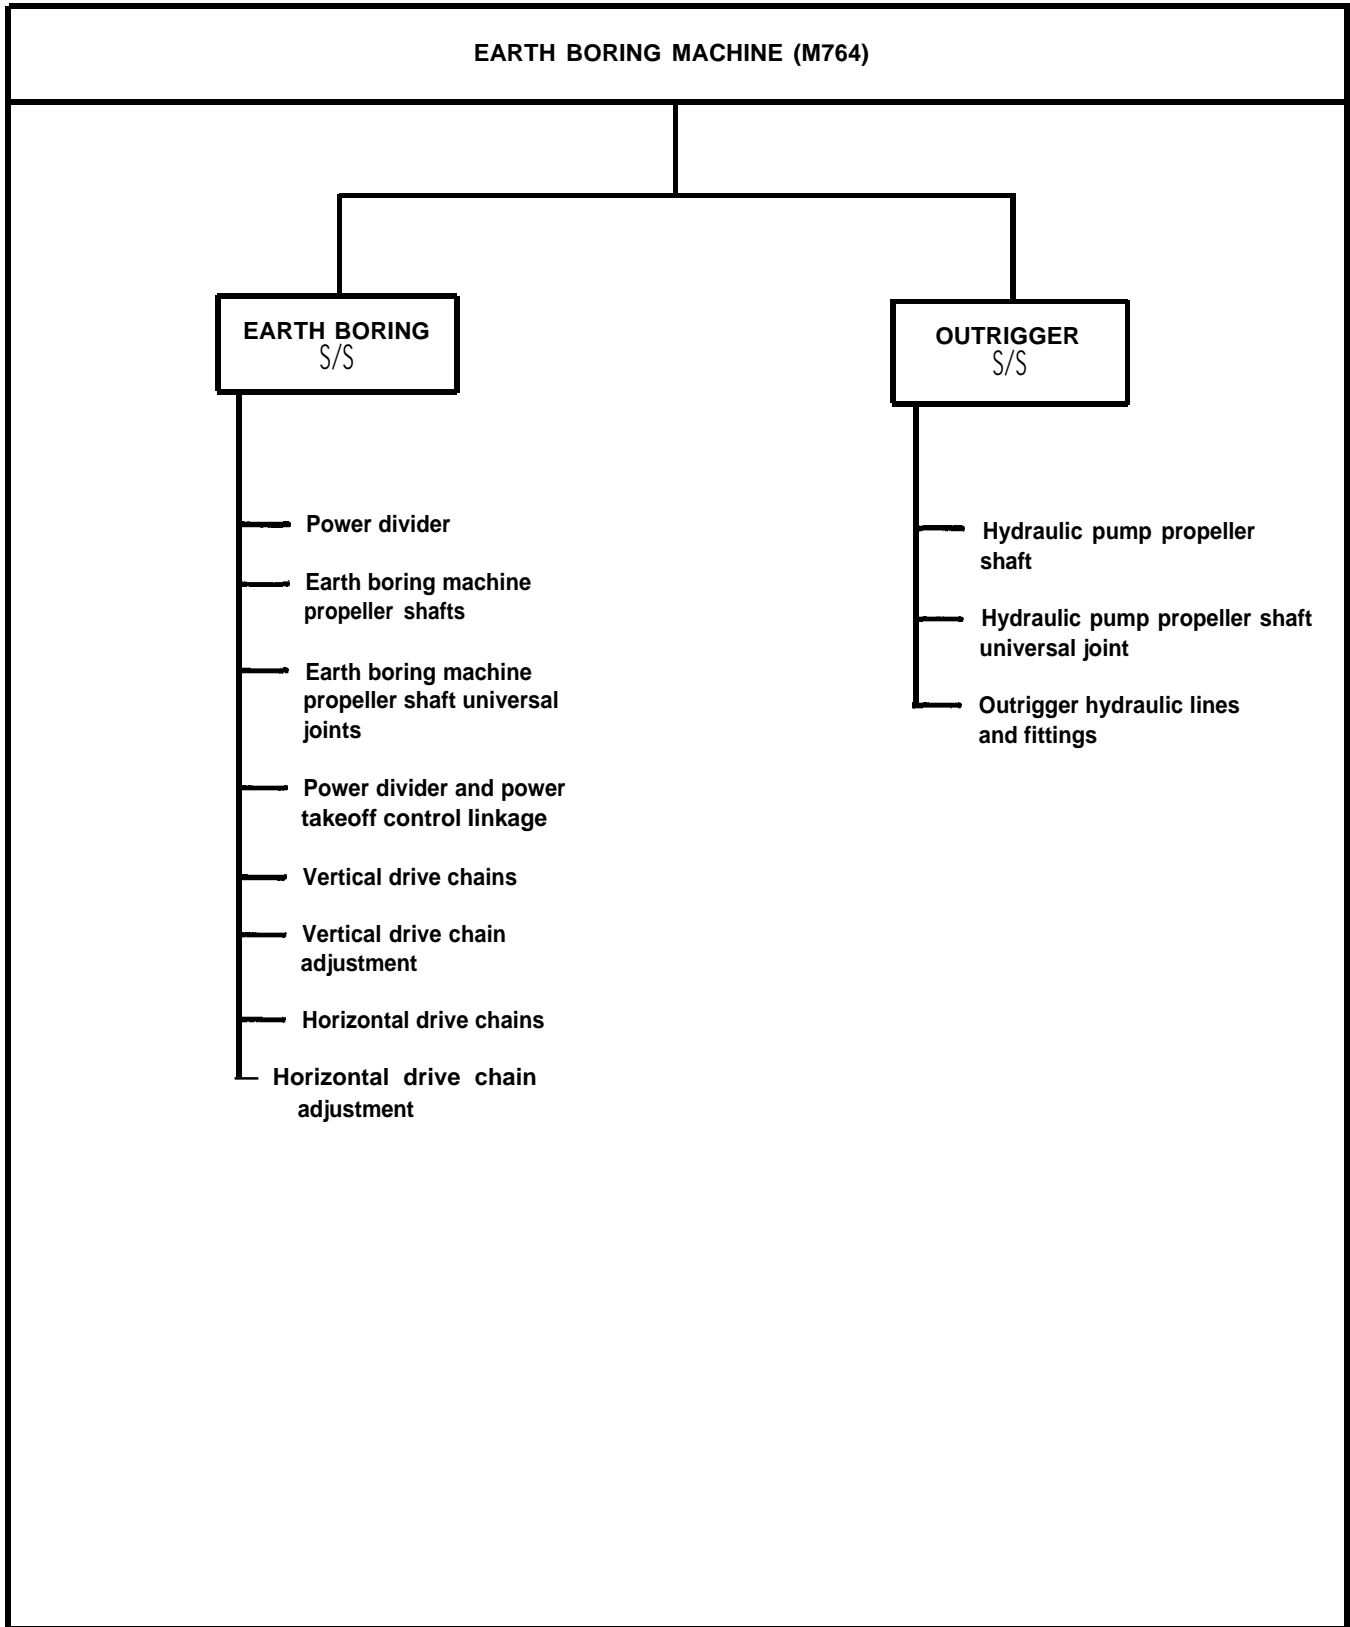 EARTH BORING MACHINE (M764)
EARTH BORING
S/S
Power divider
Earth boring machine
propeller shafts
Earth boring machine
propeller shaft universal
joints
Power divider and power
takeoff control linkage
Vertical drive chains
Vertical drive chain
adjustment
Horizontal drive chains
Horizontal drive chain
adjustment
OUTRIGGER
S/S
Hydraulic pump propeller
shaft
Hydraulic pump propeller shaft
universal joint
Outrigger hydraulic lines
and fittings